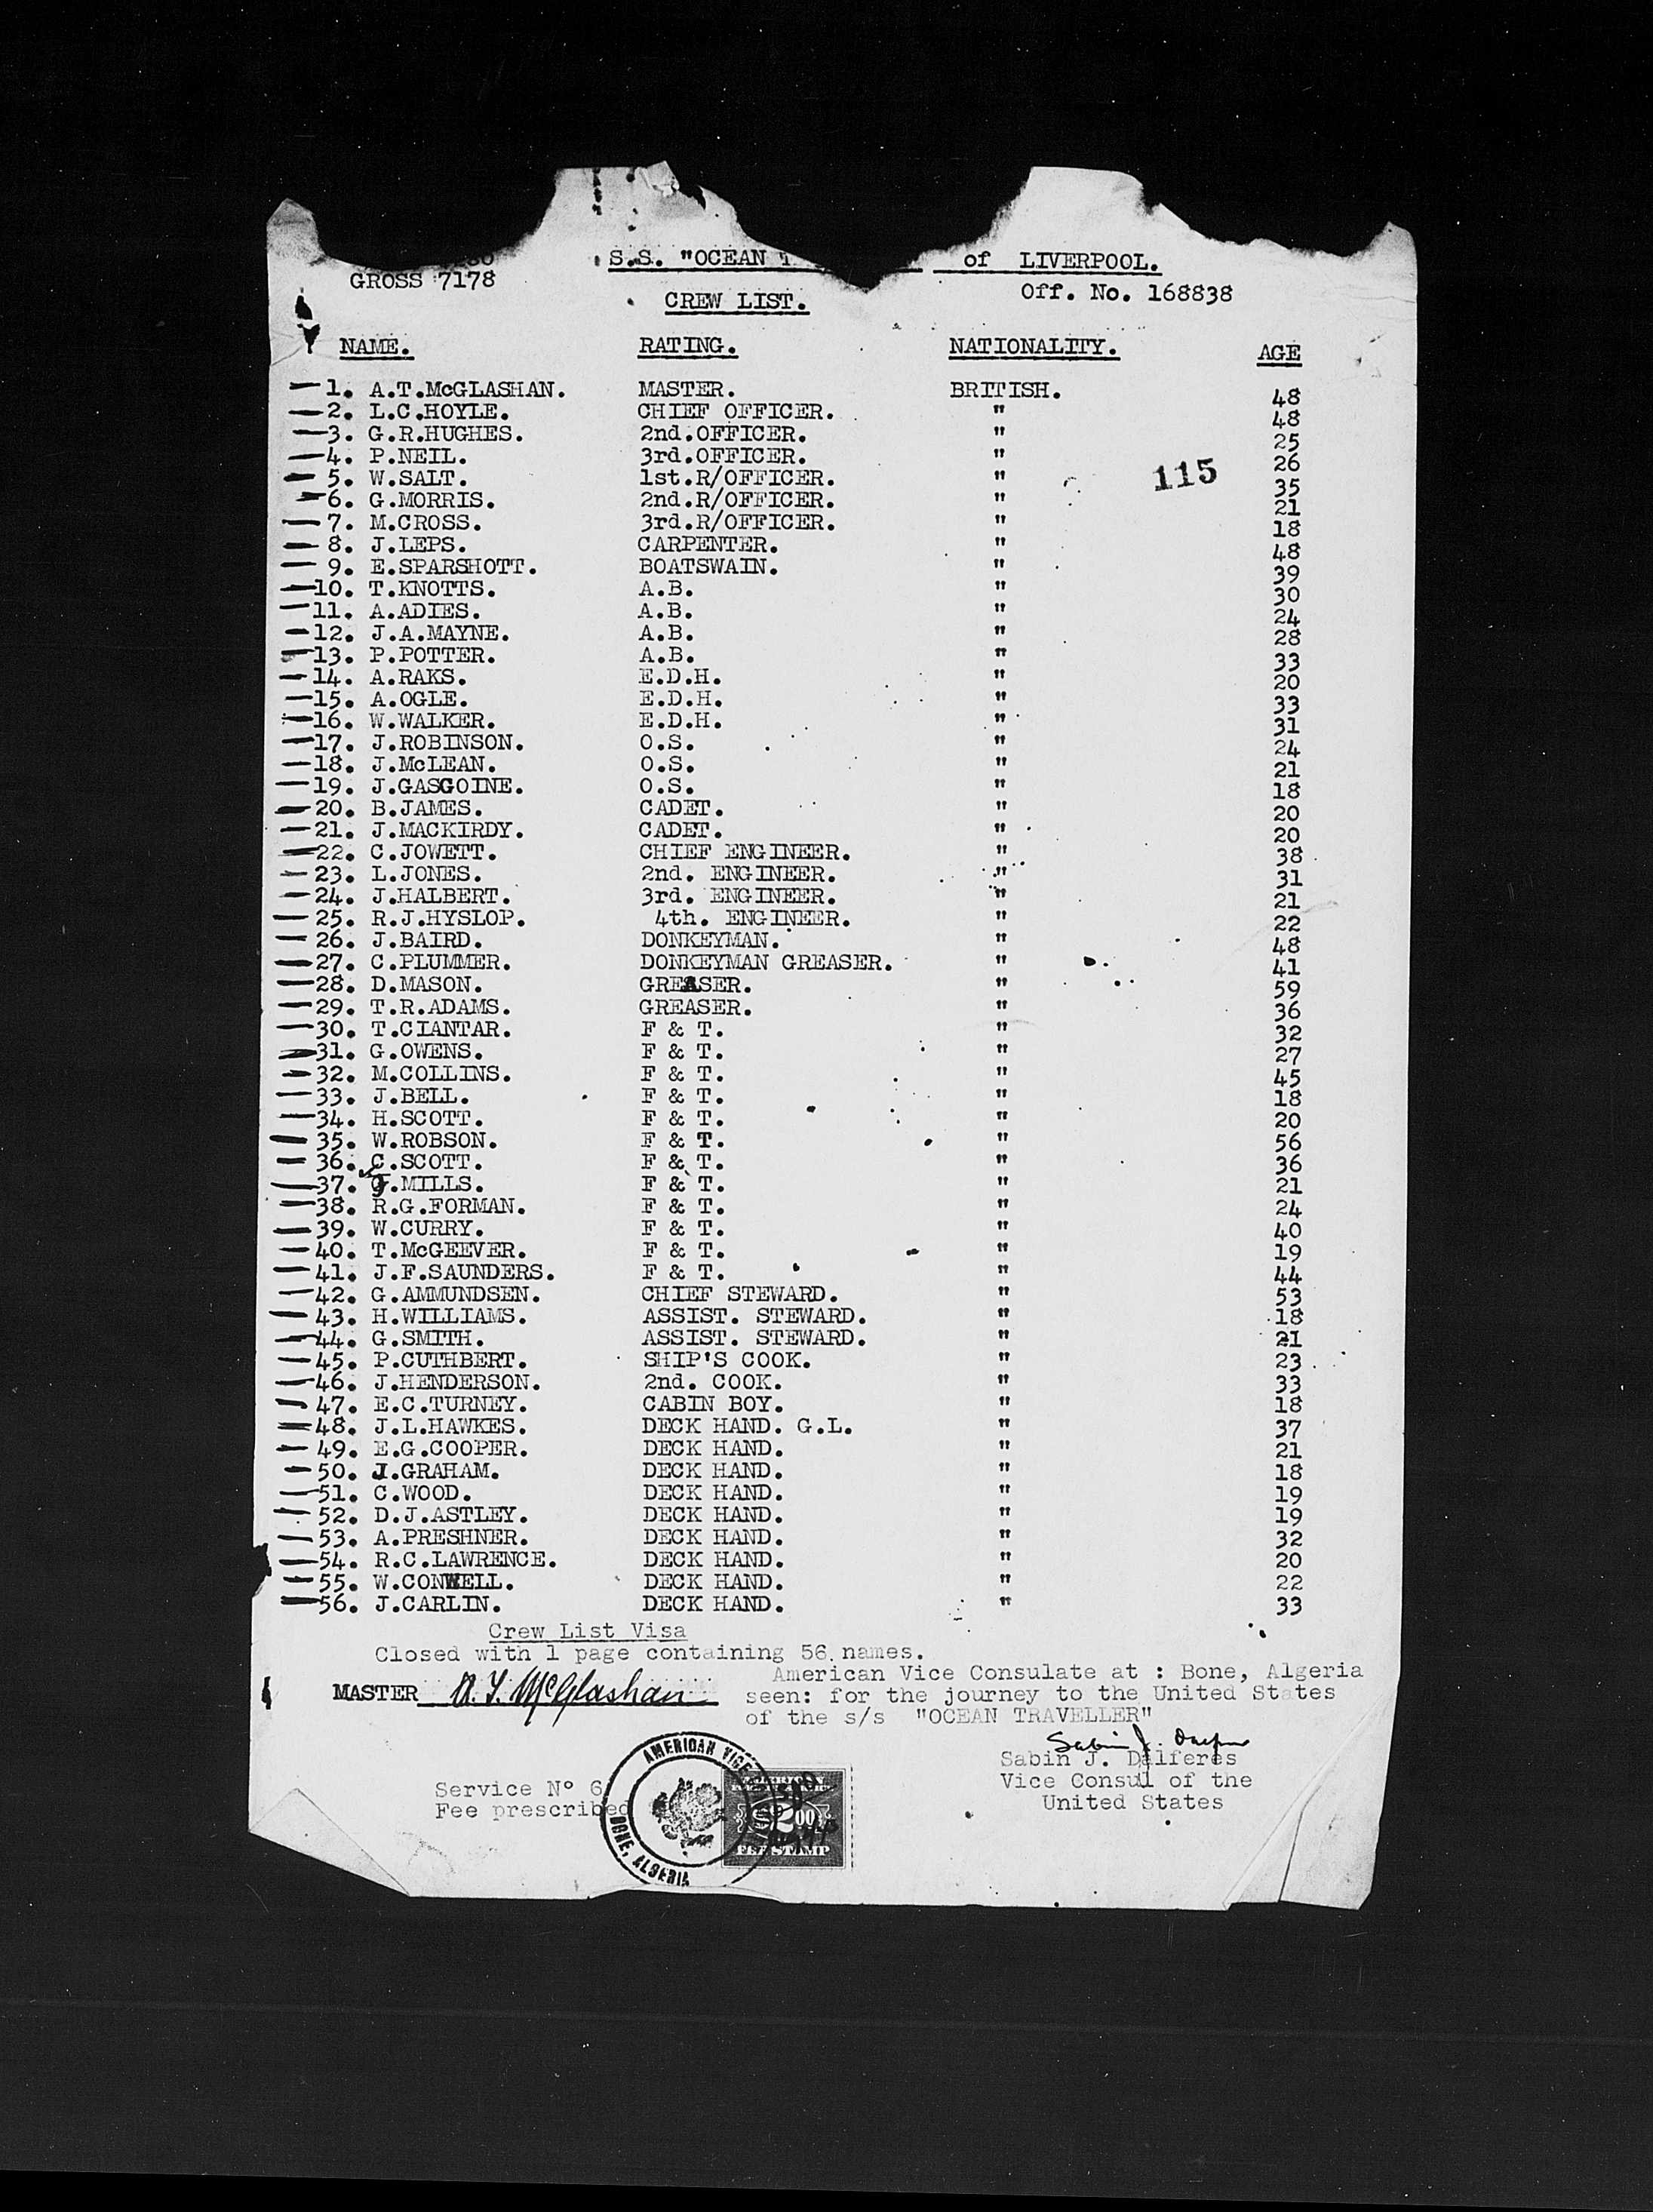 GROSS 7178
S.S. "OCEAN of LIVERPOOL.
Off. No. 168838
CREW LIST.
NAME. RATING. NATIONALITY. AGE
1. A.T.McGLASHAN. MASTER. BRITISH. 48
2. L.C.HOYLE. CHIEF OFFICER. " 48
3. G.R.HUGHES. 2nd.OFFICER. " 25
4. P.NEIL. 3rd.OFFICER. " 26
115
5. W.SALT. 1st.R/OFFICER. " 35
6. G.MORRIS. 2nd.R/OFFICER. " 21
7. M.CROSS. 3rd.R/OFFICER. " 18
8. J.LEPS. CARPENTER. " 48
9. E.SPARSHOTT. BOATSWAIN. " 39
10. T.KNOTTS. A.B. " 30
11. A.ADIES. A.B. " 24
12. J.A.MAYNE. A.B. " 28
13. P.POTTER. A.B. " 33
14. A.RAKS. E.D.H. " 20
15. A.OGLE. E.D.H. " 33
16. W.WALKER. E.D.H. " 31
17. J.ROBINSON. O.S. " 24
18. J.McLEAN. O.S. " 21
19. J.GASGOINE. O.S. " 18
20. B.JAMES. CADET. " 20
21. J.MACKIRDY. CADET. " 20
22. C.JOWETT. CHIEF ENGINEER. " 38
23. L.JONES. 2nd. ENGINEER. " 31
24. J.HALBERT. 3rd. ENGINEER. " 21
25. R.J.HYSLOP. 4th. ENGINEER. " 22
26. J.BAIRD. DONKEYMAN. " 48
27. C.PLUMMER. DONKEYMAN GREASER. " 41
28. D.MASON. GREASER. " 59
29. T.R.ADAMS. GREASER. " 36
30. T.CIANTAR. F & T. " 32
31. G.OWENS. F & T. " 27
32. M.COLLINS. F & T. " 45
33. J.BELL. F & T. " 18
34. H.SCOTT. F & T. " 20
35. W.ROBSON. F & T. " 56
36. C.SCOTT. F & T. " 36
37. J.MILLS. F & T. " 21
38. R.G.FORMAN. F & T. " 24
39. W.CURRY. F & T. " 40
40. T.McGEEVER. F & T. " 19
41. J.F.SAUNDERS. F & T. " 44
42. G.AMMUNDSEN. CHIEF STEWARD. " 53
43. H.WILLIAMS. ASSIST. STEWARD. " 18
44. G.SMITH. ASSIST. STEWARD. " 21
45. P.CUTHBERT. SHIP'S COOK. " 23
46. J.HENDERSON. 2nd. COOK. " 33
47. E.C.TURNEY. CABIN BOY. " 18
48. J.L.HAWKES. DECK HAND. G.L. " 37
49. E.G.COOPER. DECK HAND. " 21
50. J.GRAHAM. DECK HAND. " 18
51. C.WOOD. DECK HAND. " 19
52. D.J.ASTLEY. DECK HAND. " 19
53. A.PRESHNER. DECK HAND. " 32
54. R.C.LAWRENCE. DECK HAND. " 20
55. W.CONWELL. DECK HAND. " 22
56. J.CARLIN. DECK HAND. " 33
Crew List Visa
Closed with 1 page containing 56 names.
American Vice Consulate at : Bone, Algeria
MASTER A. T. McGlashan
seen: for the journey to the United States
of the s/s "OCEAN TRAVELLER"
Sabin J. Dalferes
Vice Consul of the
United States
Service Nº 6
Fee prescribed
AMERICAN VICE
BONE, ALGERIA
2.00
FEE STAMP